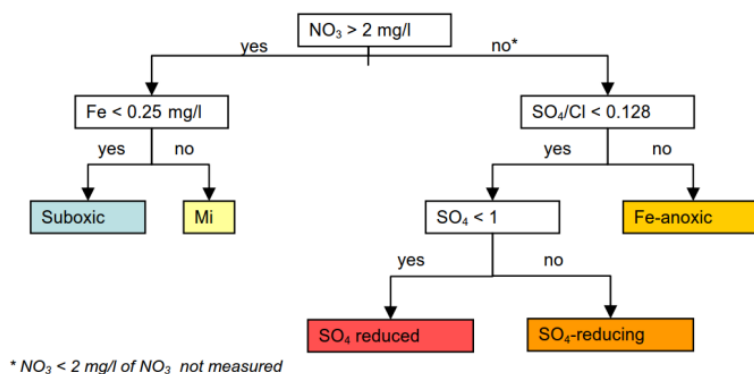 NO₃ > 2 mg/l
yes
no*
Fe < 0.25 mg/l
SO₄/Cl < 0.128
yes
no
yes
no
Suboxic
Mi
SO₄ < 1
Fe-anoxic
yes
no
SO₄ reduced
SO₄-reducing
* NO₃ < 2 mg/l of NO₃ not measured